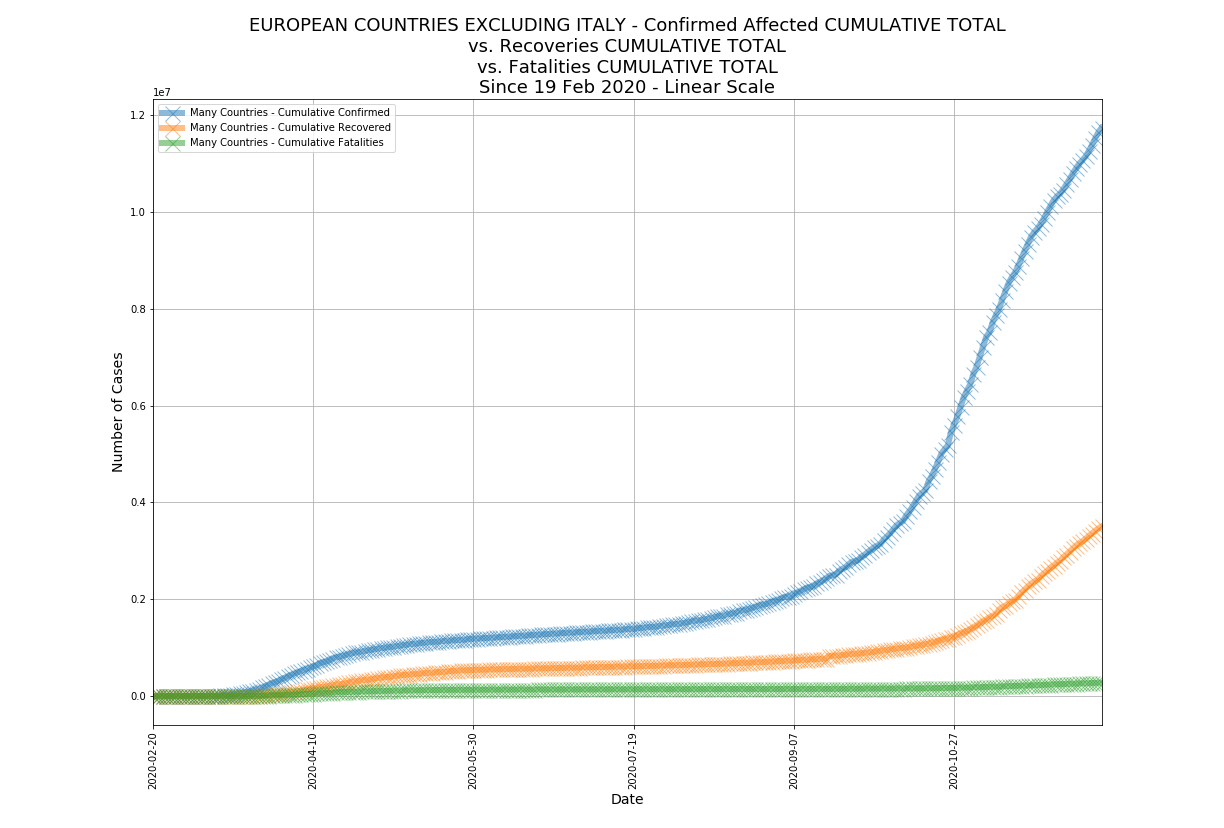 EUROPEAN COUNTRIES EXCLUDING ITALY - Confirmed Affected CUMULATIVE TOTAL
vs. Recoveries CUMULATIVE TOTAL
vs. Fatalities CUMULATIVE TOTAL
Since 19 Feb 2020 - Linear Scale
1e7
Many Countries - Cumulative Confirmed
Many Countries - Cumulative Recovered
Many Countries - Cumulative Fatalities
1.2
1.0
0.8
0.6
0.4
0.2
0.0
Number of Cases
2020-02-20
2020-04-10
2020-05-30
2020-07-19
2020-09-07
2020-10-27
Date